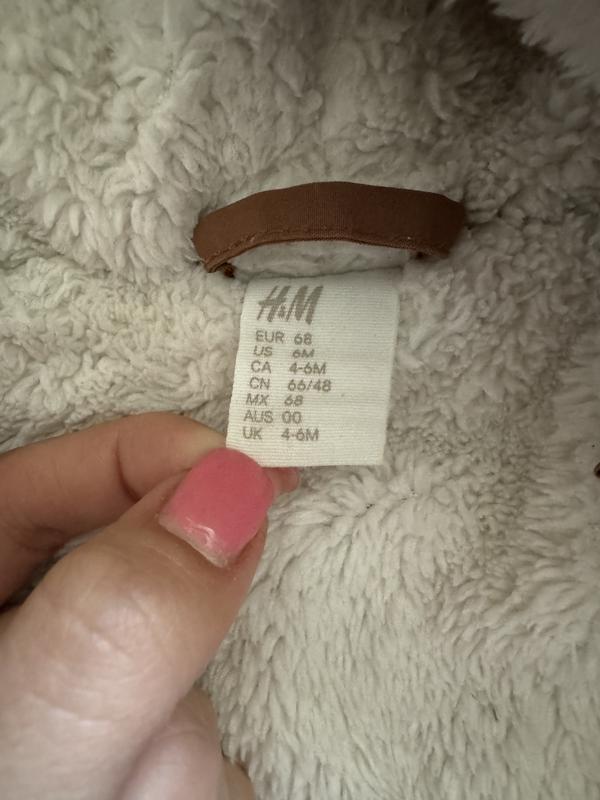 H&M
EUR 68
US 6M
CA 4-6M
CN 66/48
MX 68
AUS 00
UK 4-6M